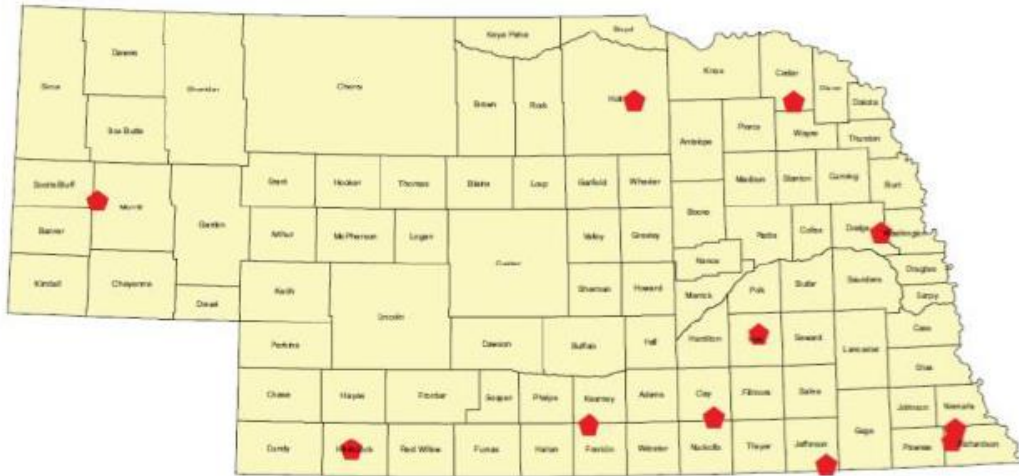 Keya Paha
Boyd
Dawes
Knox
Cedar
Sioux
Sheridan
Cherry
Dixon
Brown
Rock
Dakota
Box Butte
Pierce
Wayne
Antelope
Thurston
Grant
Hooker
Thomas
Blaine
Loup
Garfield
Wheeler
Madison
Stanton
Cuming
Scotts Bluff
Morrill
Burt
Garden
Boone
Banner
Arthur
McPherson
Logan
Valley
Greeley
Platte
Colfax
Dodge
Washington
Custer
Nance
Kimball
Cheyenne
Keith
Sherman
Howard
Merrick
Polk
Butler
Saunders
Douglas
Deuel
Sarpy
Lincoln
Cass
Perkins
Dawson
Buffalo
Hall
Hamilton
Seward
Lancaster
Otoe
Chase
Hayes
Frontier
Gosper
Phelps
Kearney
Adams
Clay
Fillmore
Saline
Johnson
Nemaha
Dundy
Red Willow
Furnas
Harlan
Franklin
Webster
Nuckolls
Thayer
Jefferson
Gage
Pawnee
Richardson